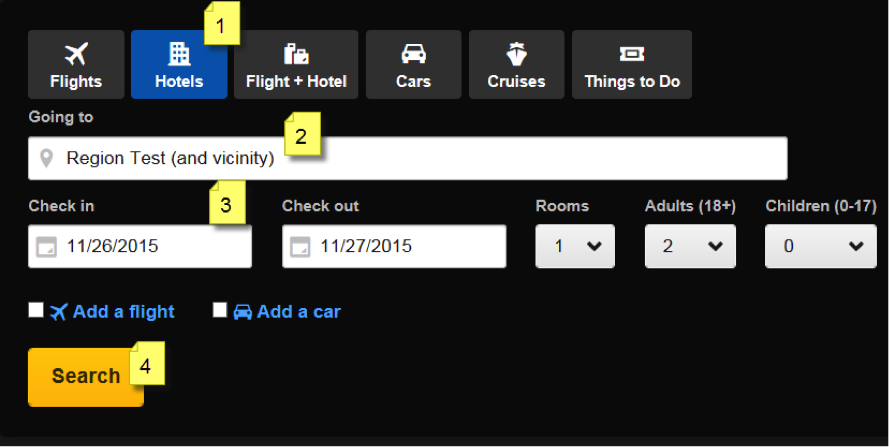 1
Flights Hotels Flight + Hotel Cars Cruises Things to Do
Going to
2
Region Test (and vicinity)
Check in 3 Check out Rooms Adults (18+) Children (0-17)
11/26/2015 11/27/2015 1 2 0
Add a flight Add a car
Search 4